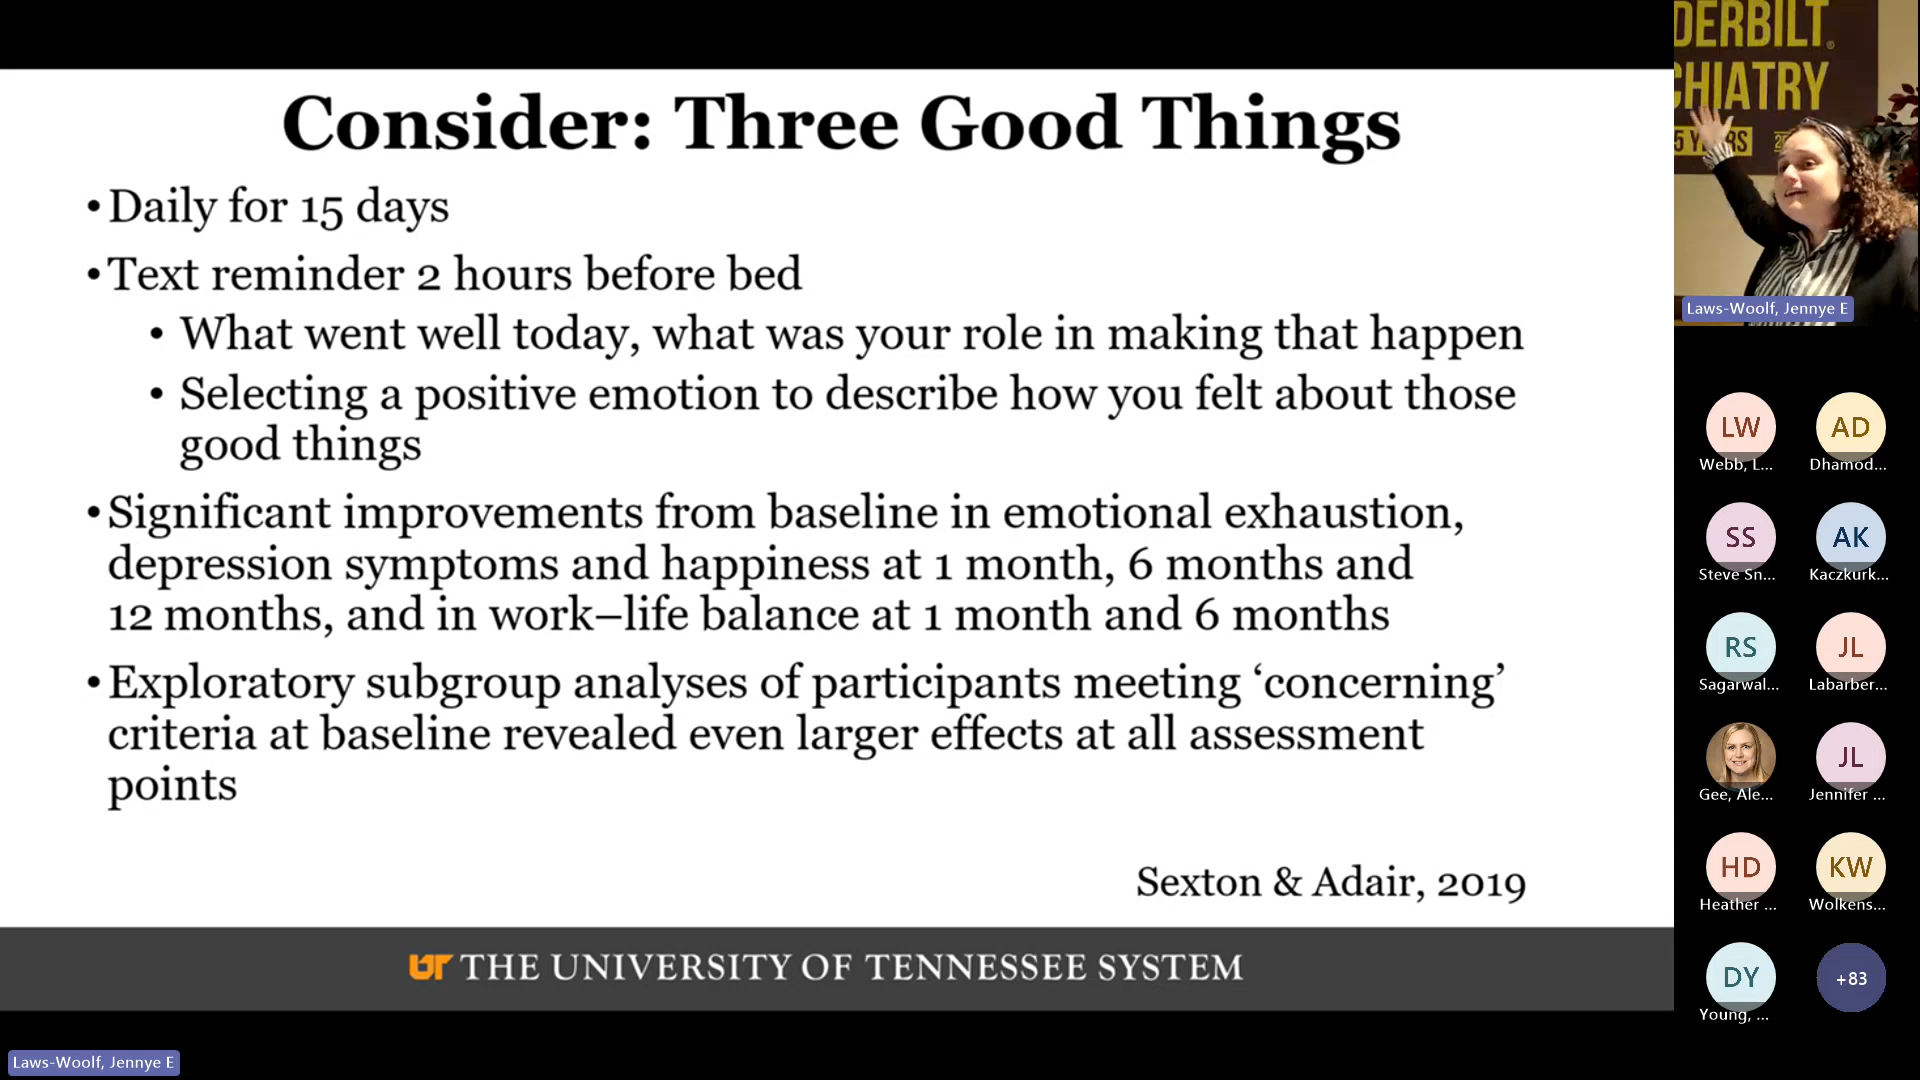 Consider: Three Good Things
• Daily for 15 days
• Text reminder 2 hours before bed
• What went well today, what was your role in making that happen
• Selecting a positive emotion to describe how you felt about those
good things
• Significant improvements from baseline in emotional exhaustion,
depression symptoms and happiness at 1 month, 6 months and
12 months, and in work–life balance at 1 month and 6 months
• Exploratory subgroup analyses of participants meeting ‘concerning’
criteria at baseline revealed even larger effects at all assessment
points
Sexton & Adair, 2019
UT THE UNIVERSITY OF TENNESSEE SYSTEM
Laws-Woolf, Jennye E
DERBILT®
CHIATRY
5 YE RS
Laws-Woolf, Jennye E
LW
Webb, L...
AD
Dhamod...
SS
Steve Sn...
AK
Kaczkurk...
RS
Sagarwal...
JL
Labarber...
Gee, Ale...
JL
Jennifer ...
HD
Heather ...
KW
Wolkens...
DY
Young, ...
+83